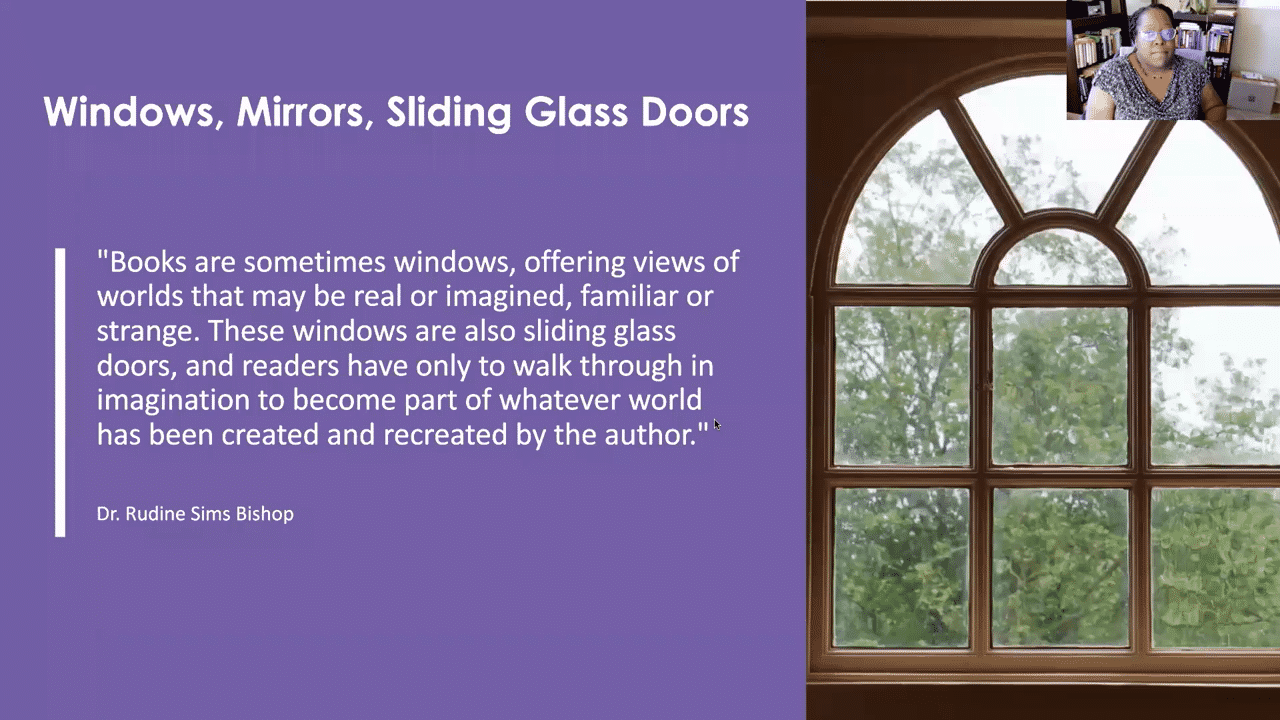 Windows, Mirrors, Sliding Glass Doors
"Books are sometimes windows, offering views of
worlds that may be real or imagined, familiar or
strange. These windows are also sliding glass
doors, and readers have only to walk through in
imagination to become part of whatever world
has been created and recreated by the author."
Dr. Rudine Sims Bishop